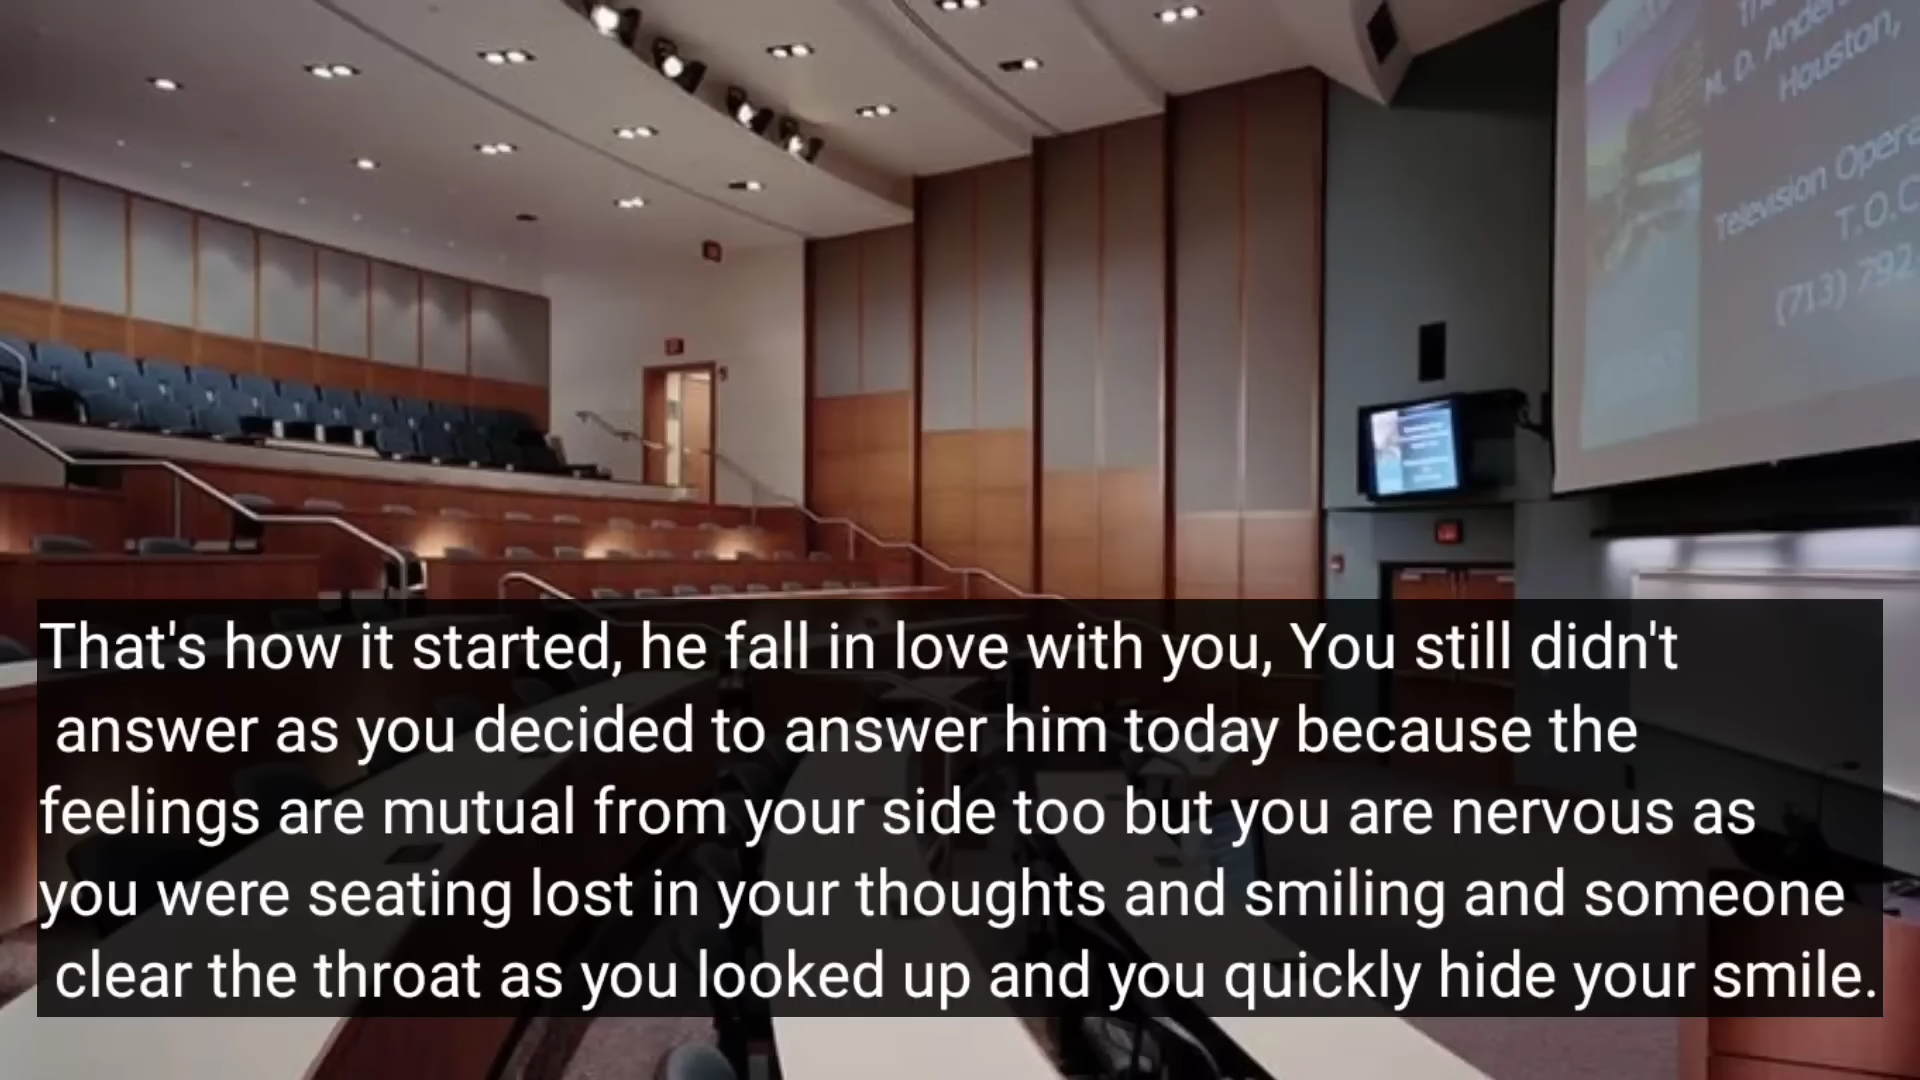 M. D. Ander
Houston,
Television Opera
T.O.C
(713) 792
That's how it started, he fall in love with you, You still didn't
answer as you decided to answer him today because the
feelings are mutual from your side too but you are nervous as
you were seating lost in your thoughts and smiling and someone
clear the throat as you looked up and you quickly hide your smile.